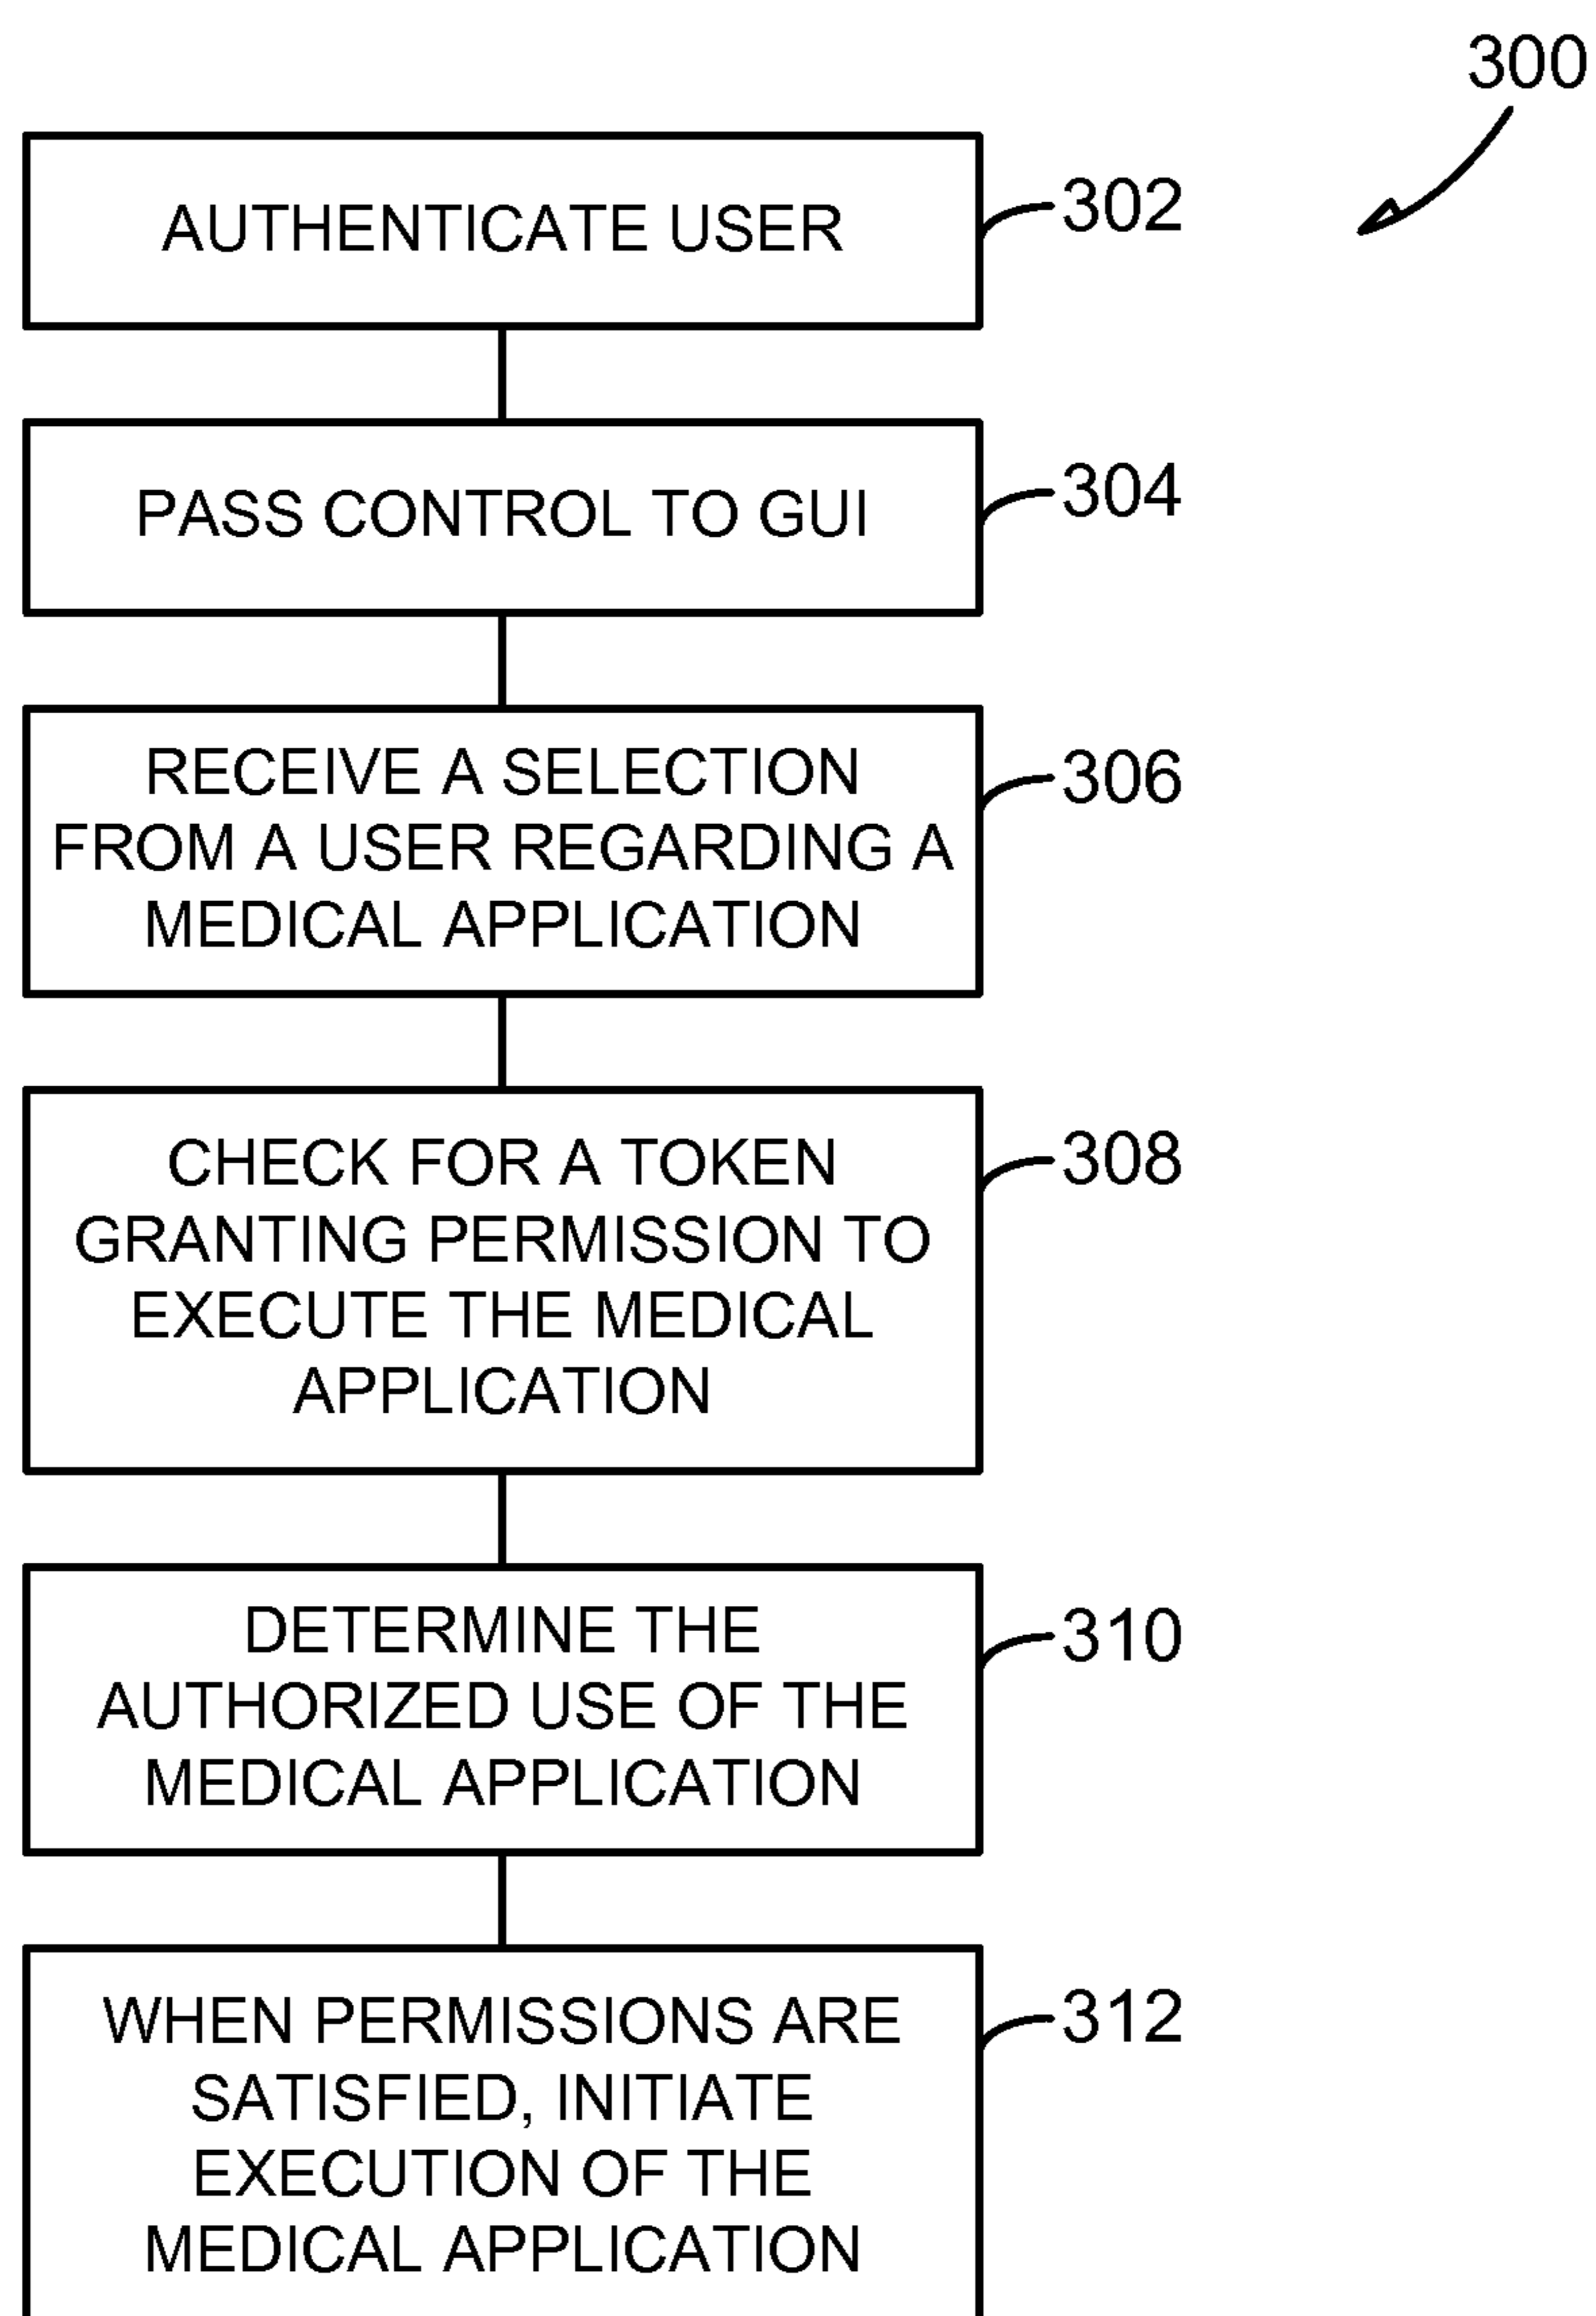 300
AUTHENTICATE USER
302
PASS CONTROL TO GUI
304
RECEIVE A SELECTION
FROM A USER REGARDING A
MEDICAL APPLICATION
306
CHECK FOR A TOKEN
GRANTING PERMISSION TO
EXECUTE THE MEDICAL
APPLICATION
308
DETERMINE THE
AUTHORIZED USE OF THE
MEDICAL APPLICATION
310
WHEN PERMISSIONS ARE
SATISFIED, INITIATE
EXECUTION OF THE
MEDICAL APPLICATION
312